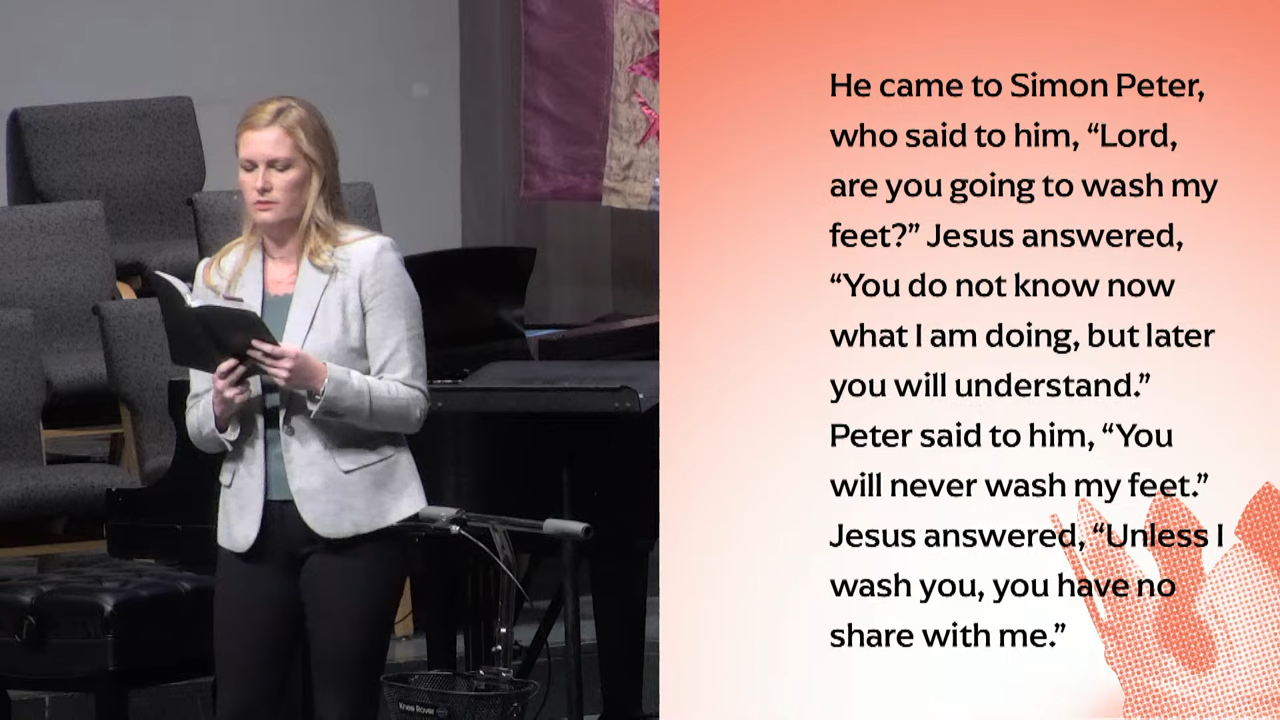 He came to Simon Peter,
who said to him, “Lord,
are you going to wash my
feet?” Jesus answered,
“You do not know now
what I am doing, but later
you will understand.”
Peter said to him, “You
will never wash my feet.”
Jesus answered, “Unless I
wash you, you have no
share with me.”
Knee Rover